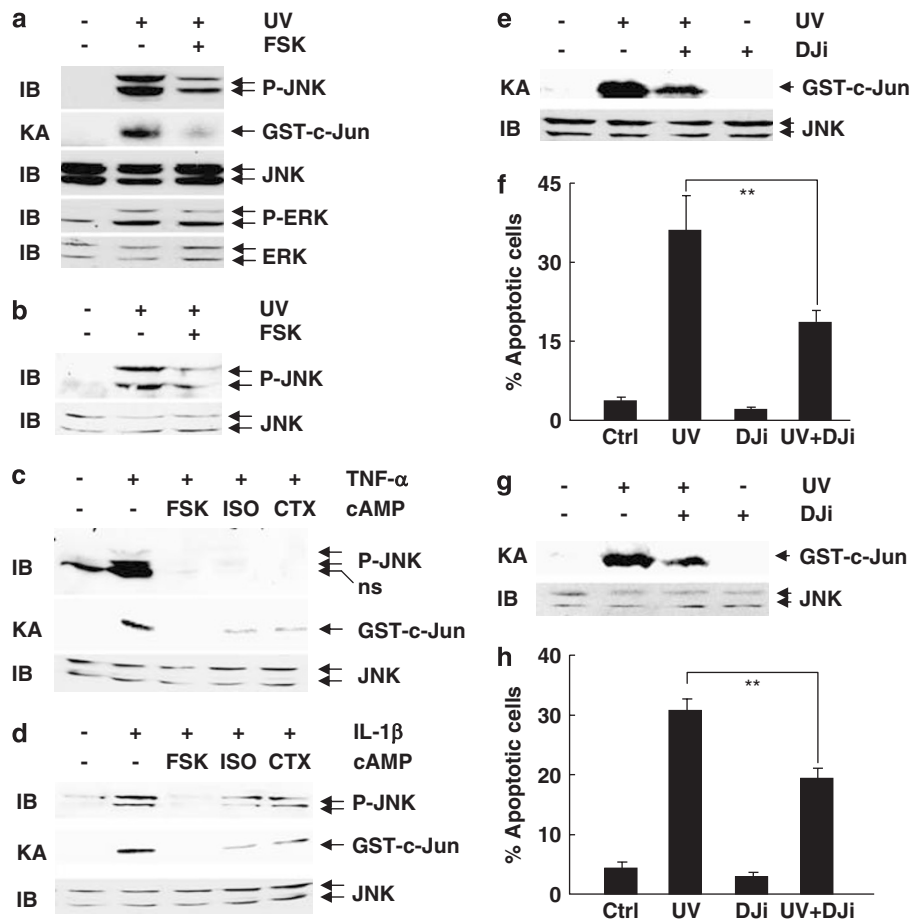 a
- + + UV
- - + FSK
IB P-JNK
KA GST-c-Jun
IB JNK
IB P-ERK
IB ERK
b
- + + UV
- - + FSK
IB P-JNK
IB JNK
c
- + + + + TNF-α
- - FSK ISO CTX cAMP
IB P-JNK
ns
KA GST-c-Jun
IB JNK
d
- + + + + IL-1β
- - FSK ISO CTX cAMP
IB P-JNK
KA GST-c-Jun
IB JNK
e
- + + - UV
- - + + DJi
KA GST-c-Jun
IB JNK
f
% Apoptotic cells
45
30
15
0
**
Ctrl UV DJi UV+DJi
g
- + + - UV
- - + + DJi
KA GST-c-Jun
IB JNK
h
% Apoptotic cells
40
30
20
10
0
**
Ctrl UV DJi UV+DJi